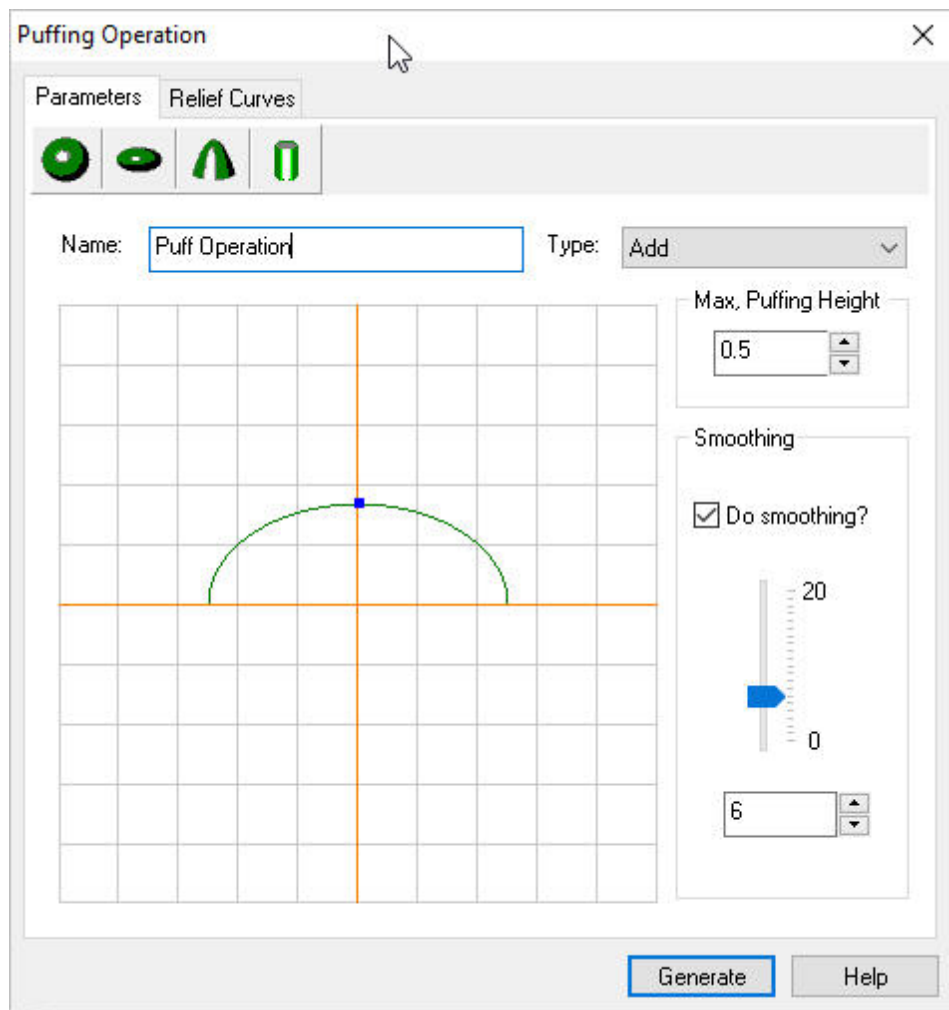 Puffing Operation
Parameters Relief Curves
Name: Puff Operation Type: Add
Max, Puffing Height
0.5
Smoothing
Do smoothing?
20
0
6
Generate Help